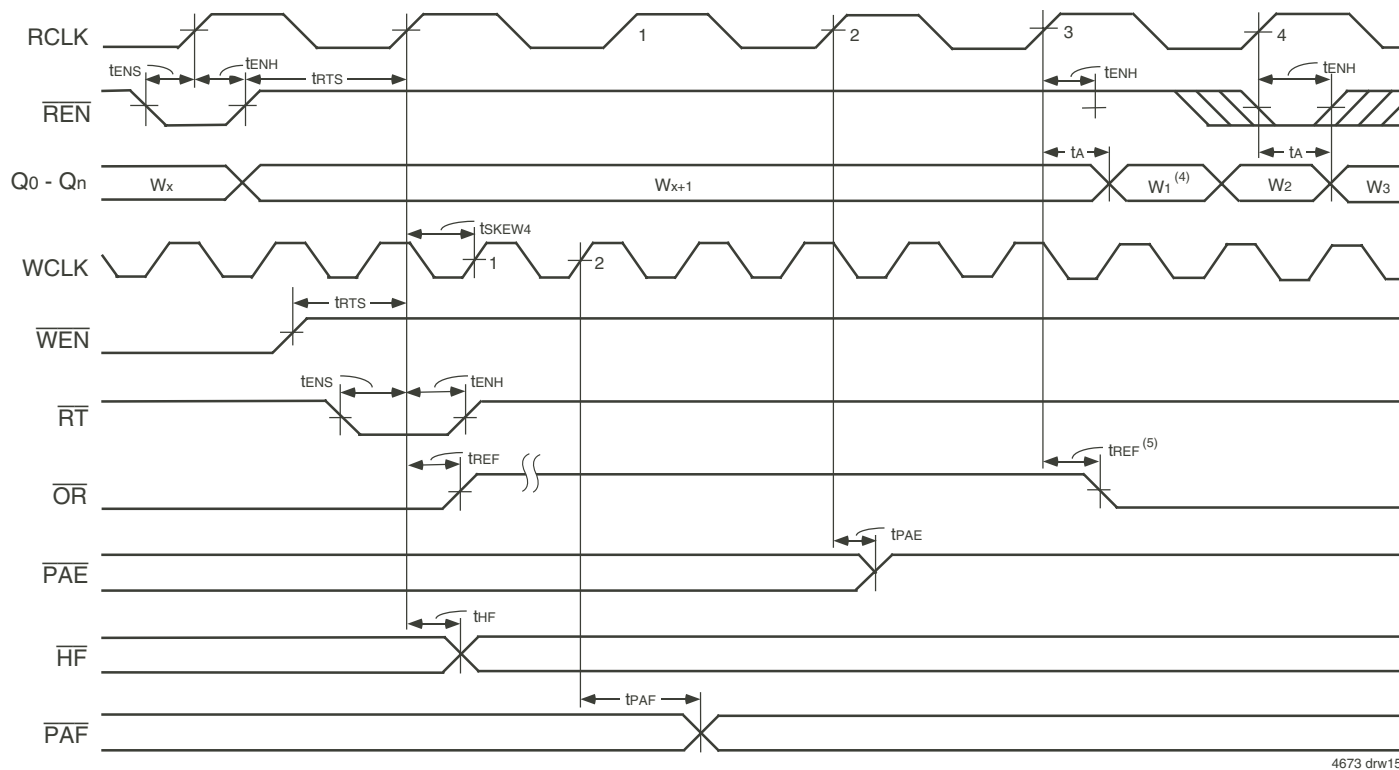 RCLK 1 2 3 4
tENS tENH tRTS tENH tENH
REN
tA tA
Q0 - Qn Wx Wx+1 W1 (4) W2 W3
tSKEW4
WCLK 1 2
tRTS
WEN
tENS tENH
RT
tREF tREF (5)
OR
tPAE
PAE
tHF
HF
tPAF
PAF
4673 drw15